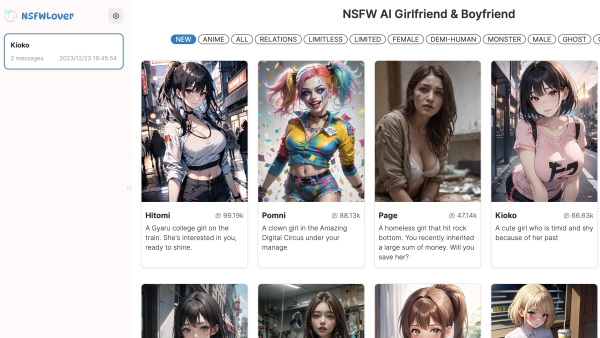 NSFWLover
Kioko
2 messages 2023/12/23 16:45:54
NSFW AI Girlfriend & Boyfriend
NEW ANIME ALL RELATIONS LIMITLESS LIMITED FEMALE DEMI-HUMAN MONSTER MALE GHOST
Hitomi 99.19k
A Gyaru college girl on the
train. She's interested in you,
ready to shine.
Pomni 88.13k
A clown girl in the Amazing
Digital Circus under your
manage
Page 47.14k
A homeless girl that hit rock
bottom. You recently inherited
a large sum of money. Will you
save her?
Kioko 66.63k
A cute girl who is timid and shy
because of her past